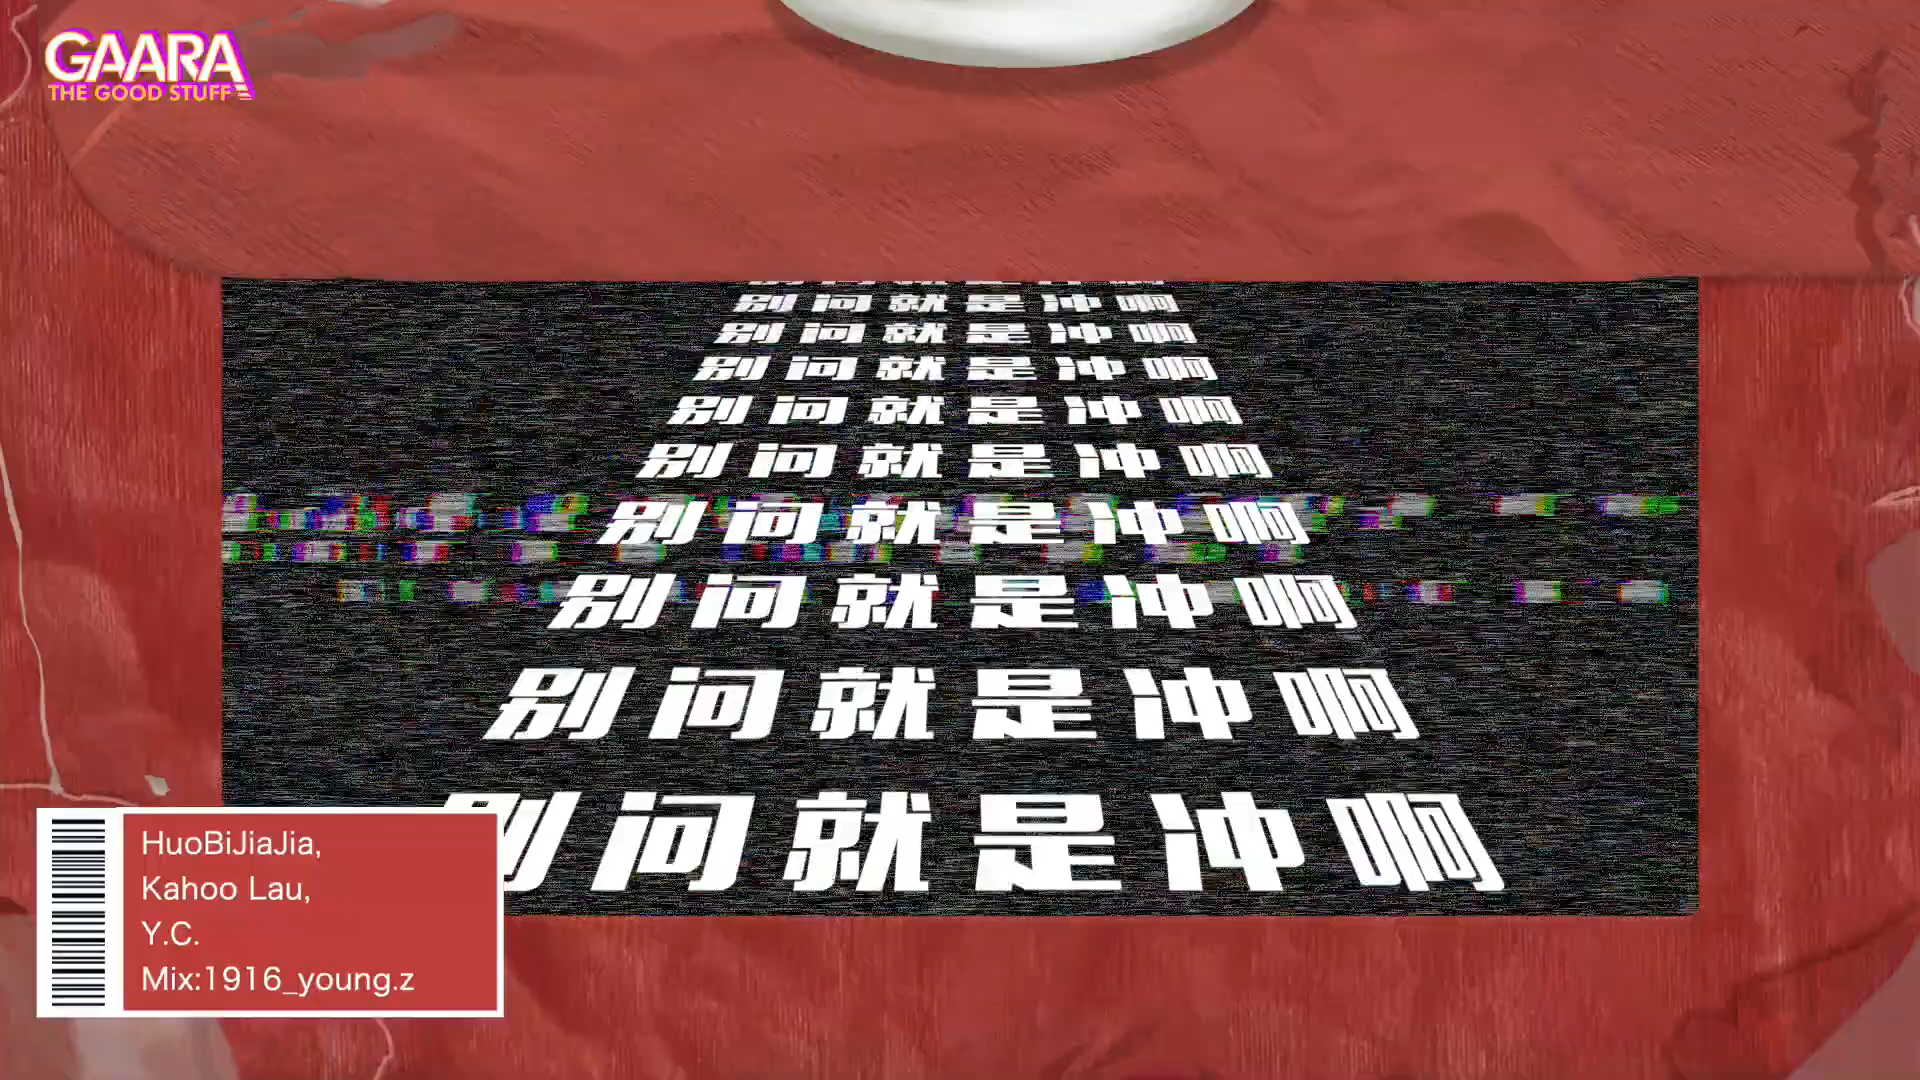 GAARA
THE GOOD STUFF
别问就是冲啊
别问就是冲啊
别问就是冲啊
别问就是冲啊
别问就是冲啊
别问就是冲啊
别问就是冲啊
别问就是冲啊
别问就是冲啊
HuoBiJiaJia,
Kahoo Lau,
Y.C.
Mix:1916_young.z